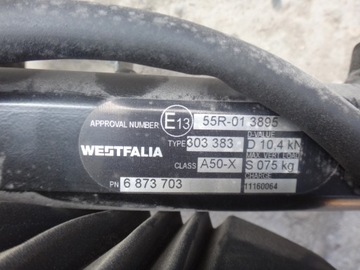 APPROVAL NUMBER E13 55R-01 3895
D-VALUE
WESTFALIA TYPE 303 383 D 10.4 kN
MAX VERT LOAD
CLASS A50-X S 075 kg
CHARGE
PN 6 873 703 11160064